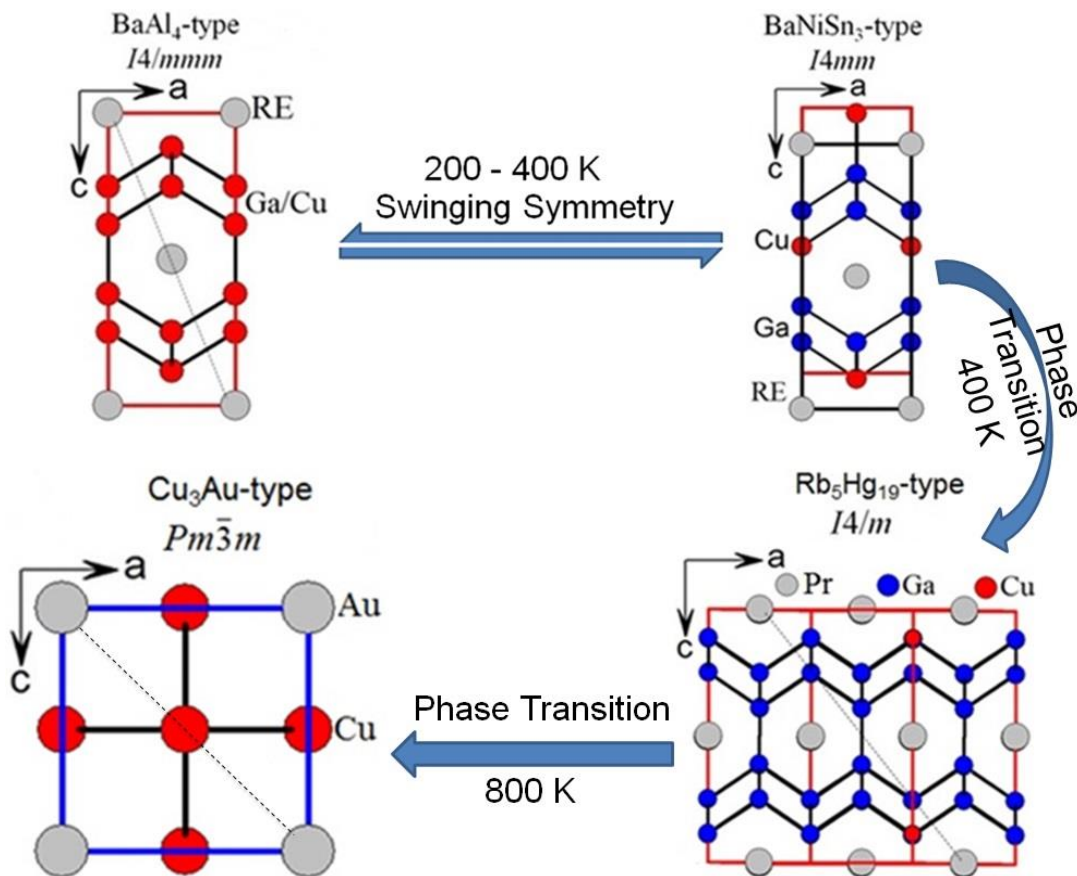 BaAl₄-type
I4/mmm
a
c
RE
Ga/Cu
200 - 400 K
Swinging Symmetry
BaNiSn₃-type
I4mm
a
c
Cu
Ga
RE
Phase
Transition
400 K
Cu₃Au-type
Pm3̄m
a
c
Au
Cu
Phase Transition
800 K
Rb₅Hg₁₉-type
I4/m
a
c
Pr Ga Cu